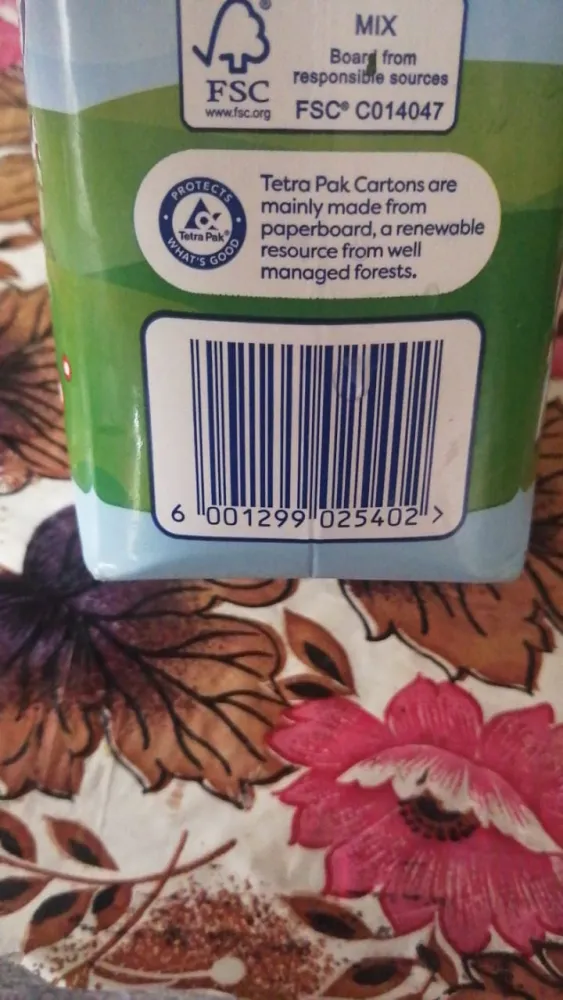 MIX
Board from
responsible sources
FSC® C014047
FSC®
www.fsc.org
PROTECTS
Tetra Pak®
WHAT'S GOOD
Tetra Pak Cartons are
mainly made from
paperboard, a renewable
resource from well
managed forests.
6 001299 025402 >